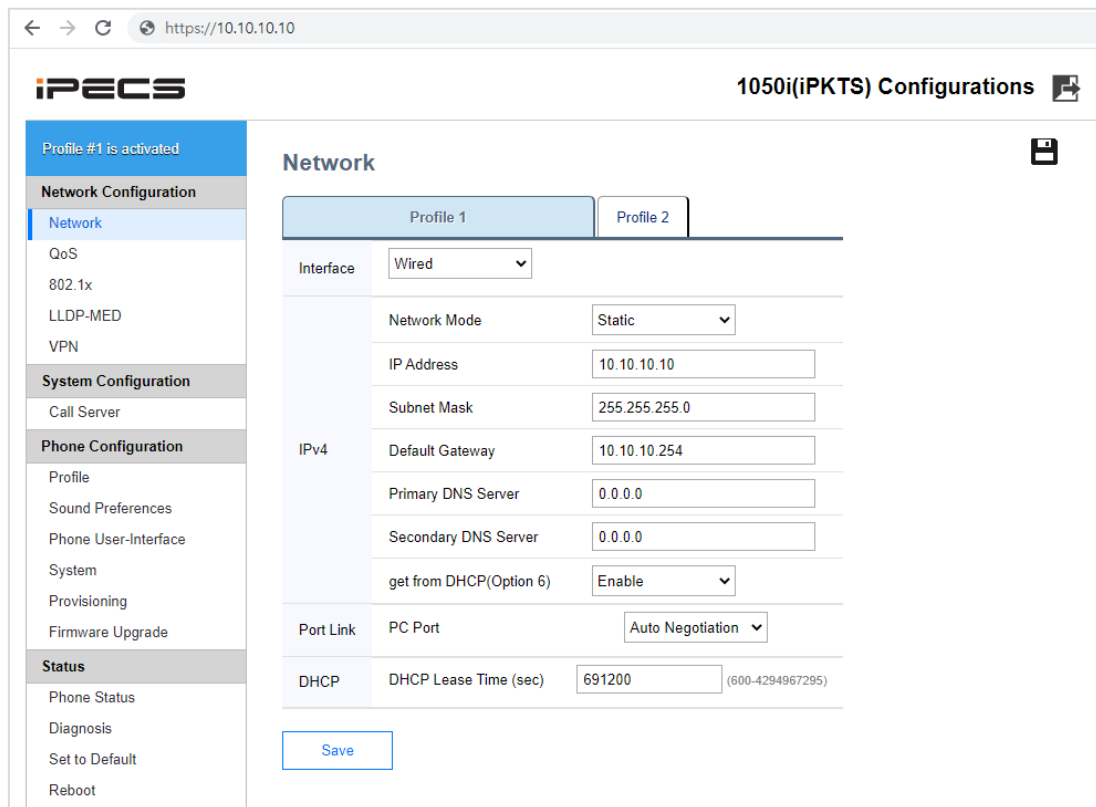 https://10.10.10.10
iPECS
1050i(iPKTS) Configurations
Profile #1 is activated
Network Configuration
Network
QoS
802.1x
LLDP-MED
VPN
System Configuration
Call Server
Phone Configuration
Profile
Sound Preferences
Phone User-Interface
System
Provisioning
Firmware Upgrade
Status
Phone Status
Diagnosis
Set to Default
Reboot
Network
Profile 1
Profile 2
Interface
Wired
IPv4
Network Mode
Static
IP Address
10.10.10.10
Subnet Mask
255.255.255.0
Default Gateway
10.10.10.254
Primary DNS Server
0.0.0.0
Secondary DNS Server
0.0.0.0
get from DHCP(Option 6)
Enable
Port Link
PC Port
Auto Negotiation
DHCP
DHCP Lease Time (sec)
691200
(600-4294967295)
Save